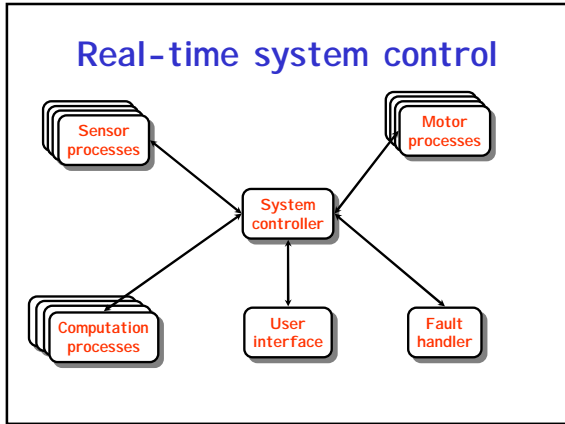 Real-time system control
Sensor
processes
Motor
processes
System
controller
Computation
processes
User
interface
Fault
handler